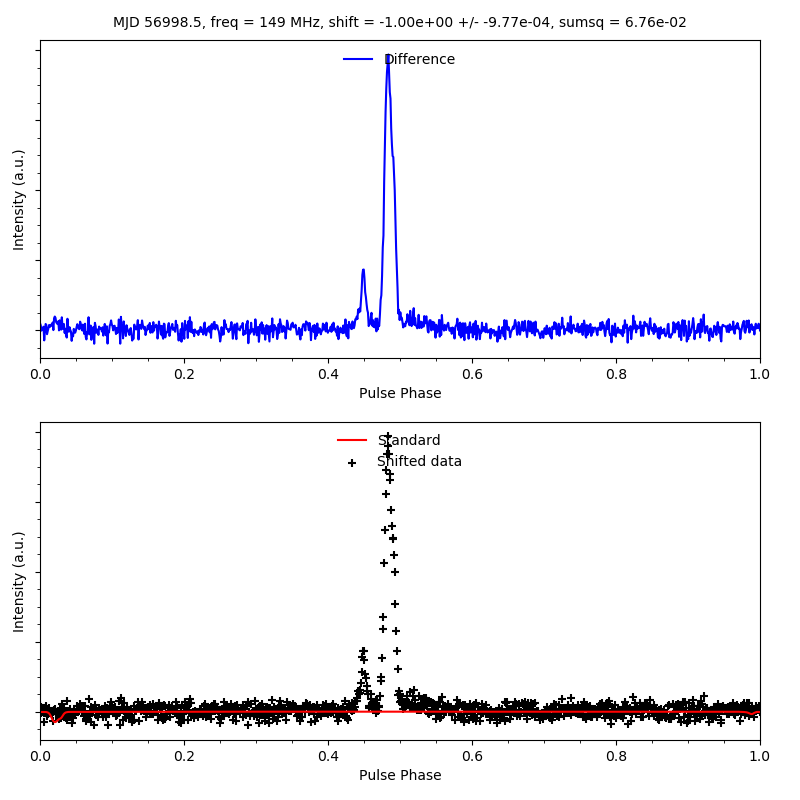 MJD 56998.5, freq = 149 MHz, shift = -1.00e+00 +/- -9.77e-04, sumsq = 6.76e-02
Difference
Intensity (a.u.)
0.0 0.2 0.4 0.6 0.8 1.0
Pulse Phase
Standard
Shifted data
Intensity (a.u.)
0.0 0.2 0.4 0.6 0.8 1.0
Pulse Phase